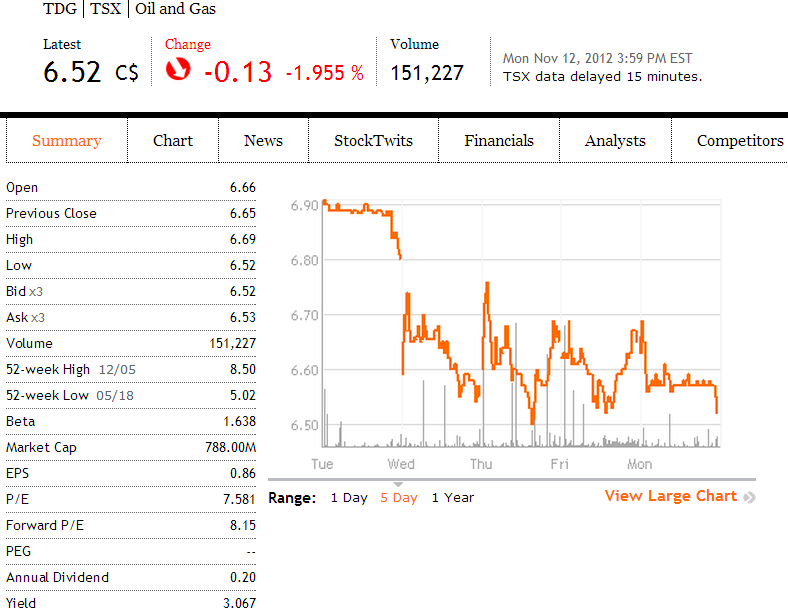 TDG | TSX | Oil and Gas
Latest
6.52 C$
Change
-0.13 -1.955 %
Volume
151,227
Mon Nov 12, 2012 3:59 PM EST
TSX data delayed 15 minutes.
Summary Chart News StockTwits Financials Analysts Competitors
Open 6.66
Previous Close 6.65
High 6.69
Low 6.52
Bid x3 6.52
Ask x3 6.53
Volume 151,227
52-week High 12/05 8.50
52-week Low 05/18 5.02
Beta 1.638
Market Cap 788.00M
EPS 0.86
P/E 7.581
Forward P/E 8.15
PEG --
Annual Dividend 0.20
Yield 3.067
6.90
6.80
6.70
6.60
6.50
Tue Wed Thu Fri Mon
Range: 1 Day 5 Day 1 Year
View Large Chart